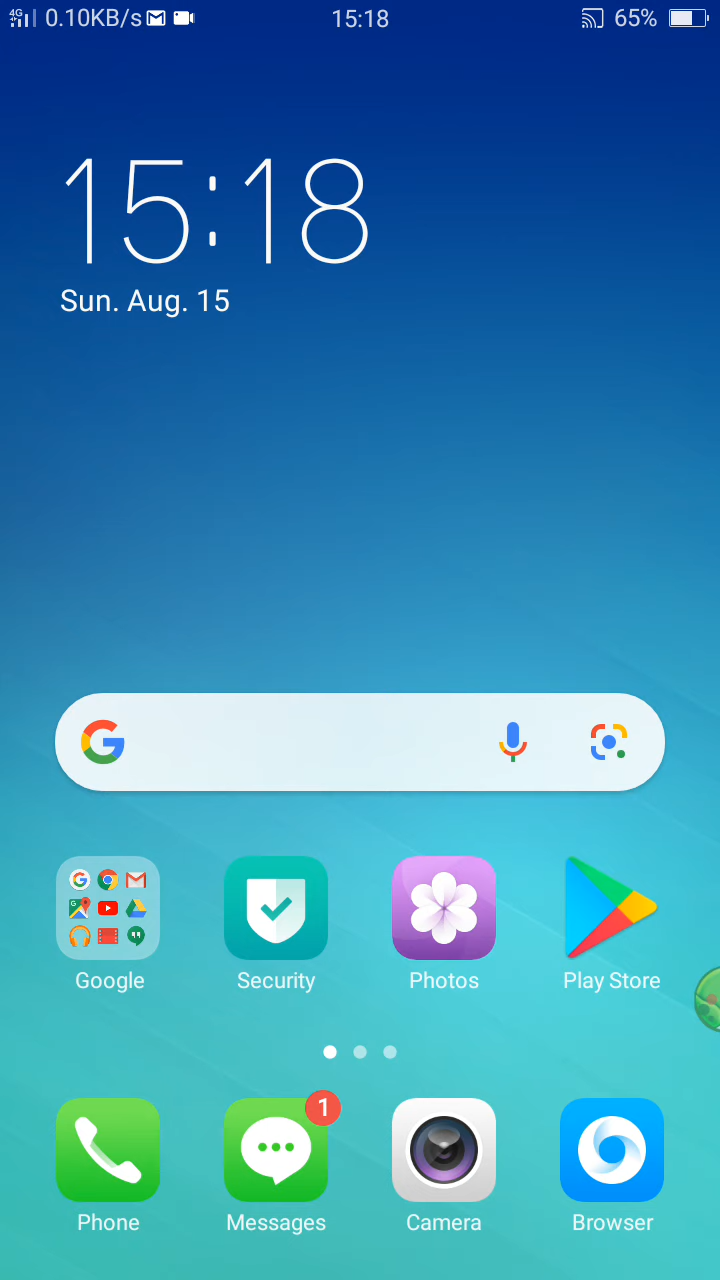 4G 0.10KB/s 15:18 65%
15:18
Sun. Aug. 15
Google Security Photos Play Store
1
Phone Messages Camera Browser